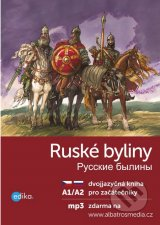 Ruské byliny
Русские былины
edika.
A1/A2
dvojjazyčná kniha
pro začátečníky
mp3
zdarma na
www.albatrosmedia.cz